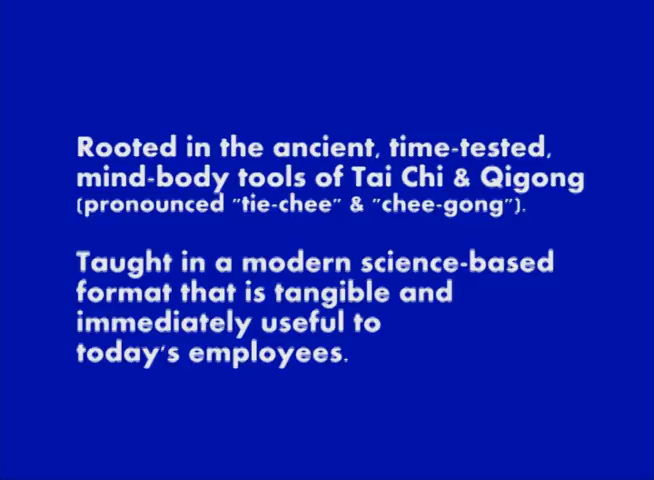 Rooted in the ancient, time-tested,
mind-body tools of Tai Chi & Qigong
(pronounced "tie-chee" & "chee-gong").
Taught in a modern science-based
format that is tangible and
immediately useful to
today's employees.